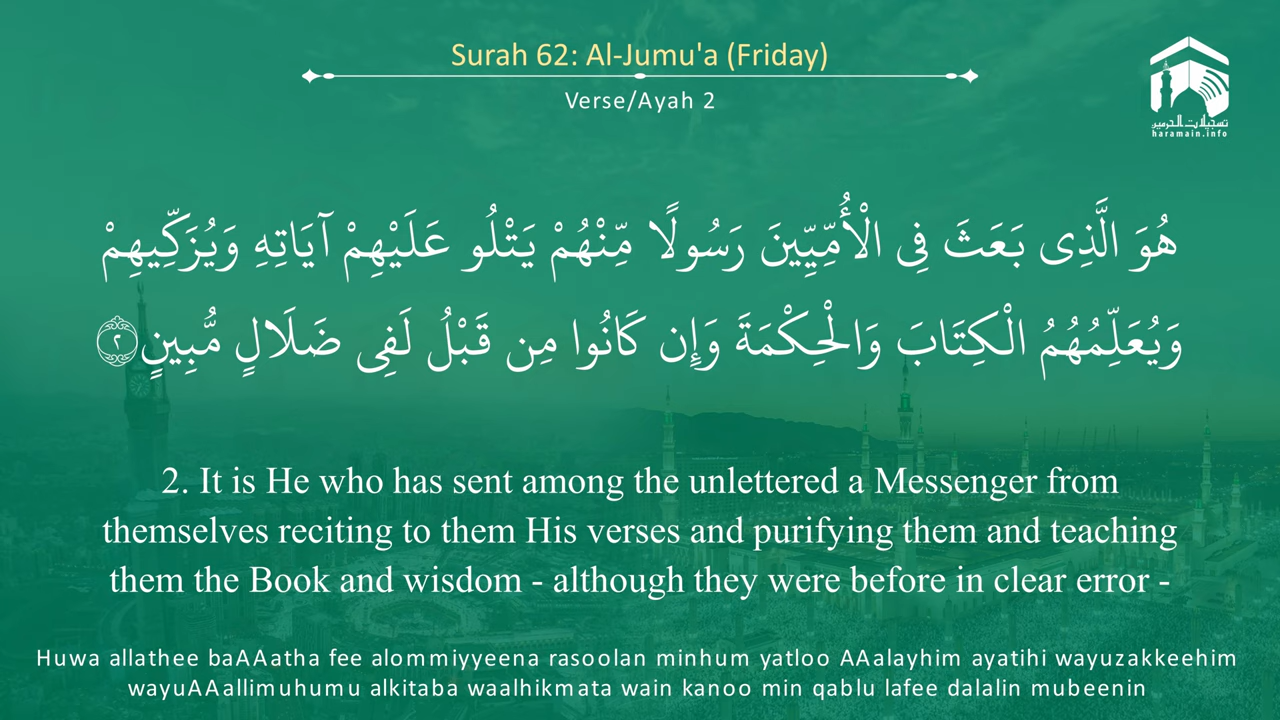 Surah 62: Al-Jumu'a (Friday)
Verse/Ayah 2
تسجيلات الحرمين
haramain.info
هُوَ الَّذِى بَعَثَ فِى الْأُمِّيِّينَ رَسُولًا مِّنْهُمْ يَتْلُو عَلَيْهِمْ آيَاتِهِ وَيُزَكِّيهِمْ
وَيُعَلِّمُهُمُ الْكِتَابَ وَالْحِكْمَةَ وَإِن كَانُوا مِن قَبْلُ لَفِى ضَلَالٍ مُّبِينٍ ٢
2. It is He who has sent among the unlettered a Messenger from
themselves reciting to them His verses and purifying them and teaching
them the Book and wisdom - although they were before in clear error -
Huwa allathee baAAatha fee alommiyyeena rasoolan minhum yatloo AAalayhim ayatihi wayuzakkeehim
wayuAAallimuhumu alkitaba waalhikmata wain kanoo min qablu lafee dalalin mubeenin